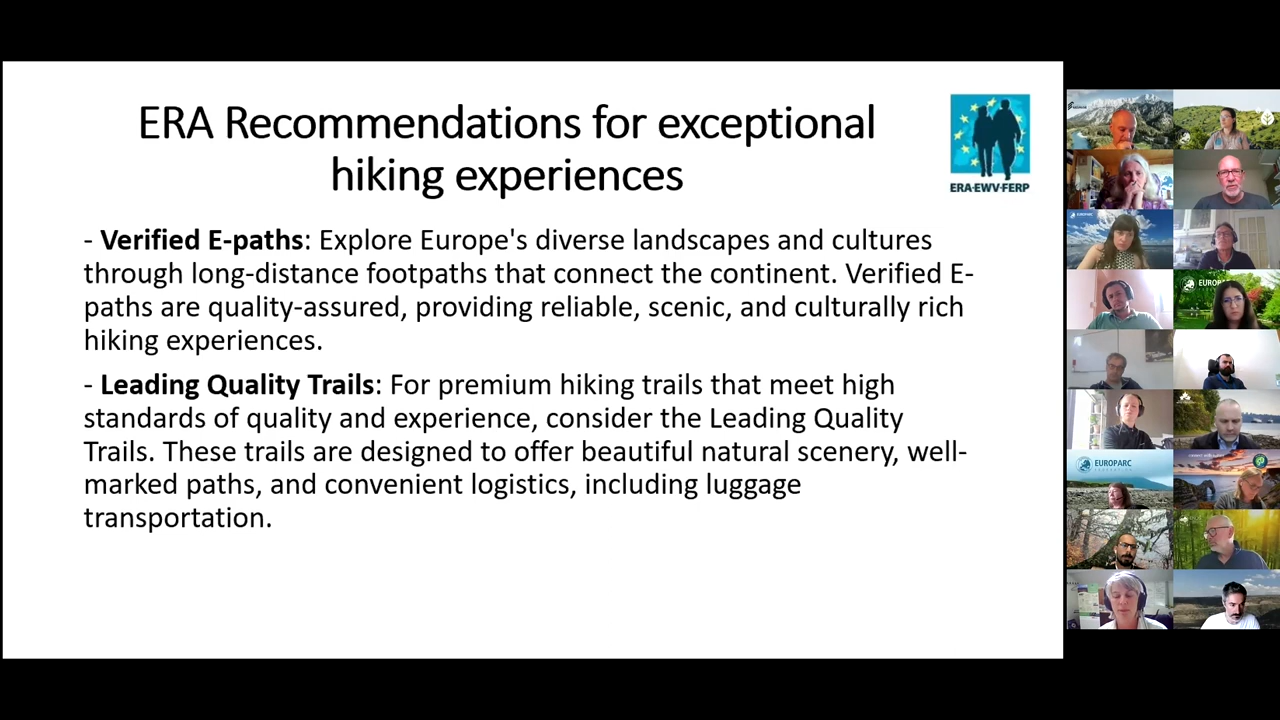 ERA Recommendations for exceptional
hiking experiences
ERA-EWV-FERP
- Verified E-paths: Explore Europe's diverse landscapes and cultures
through long-distance footpaths that connect the continent. Verified E-
paths are quality-assured, providing reliable, scenic, and culturally rich
hiking experiences.
- Leading Quality Trails: For premium hiking trails that meet high
standards of quality and experience, consider the Leading Quality
Trails. These trails are designed to offer beautiful natural scenery, well-
marked paths, and convenient logistics, including luggage
transportation.
EUROPARC